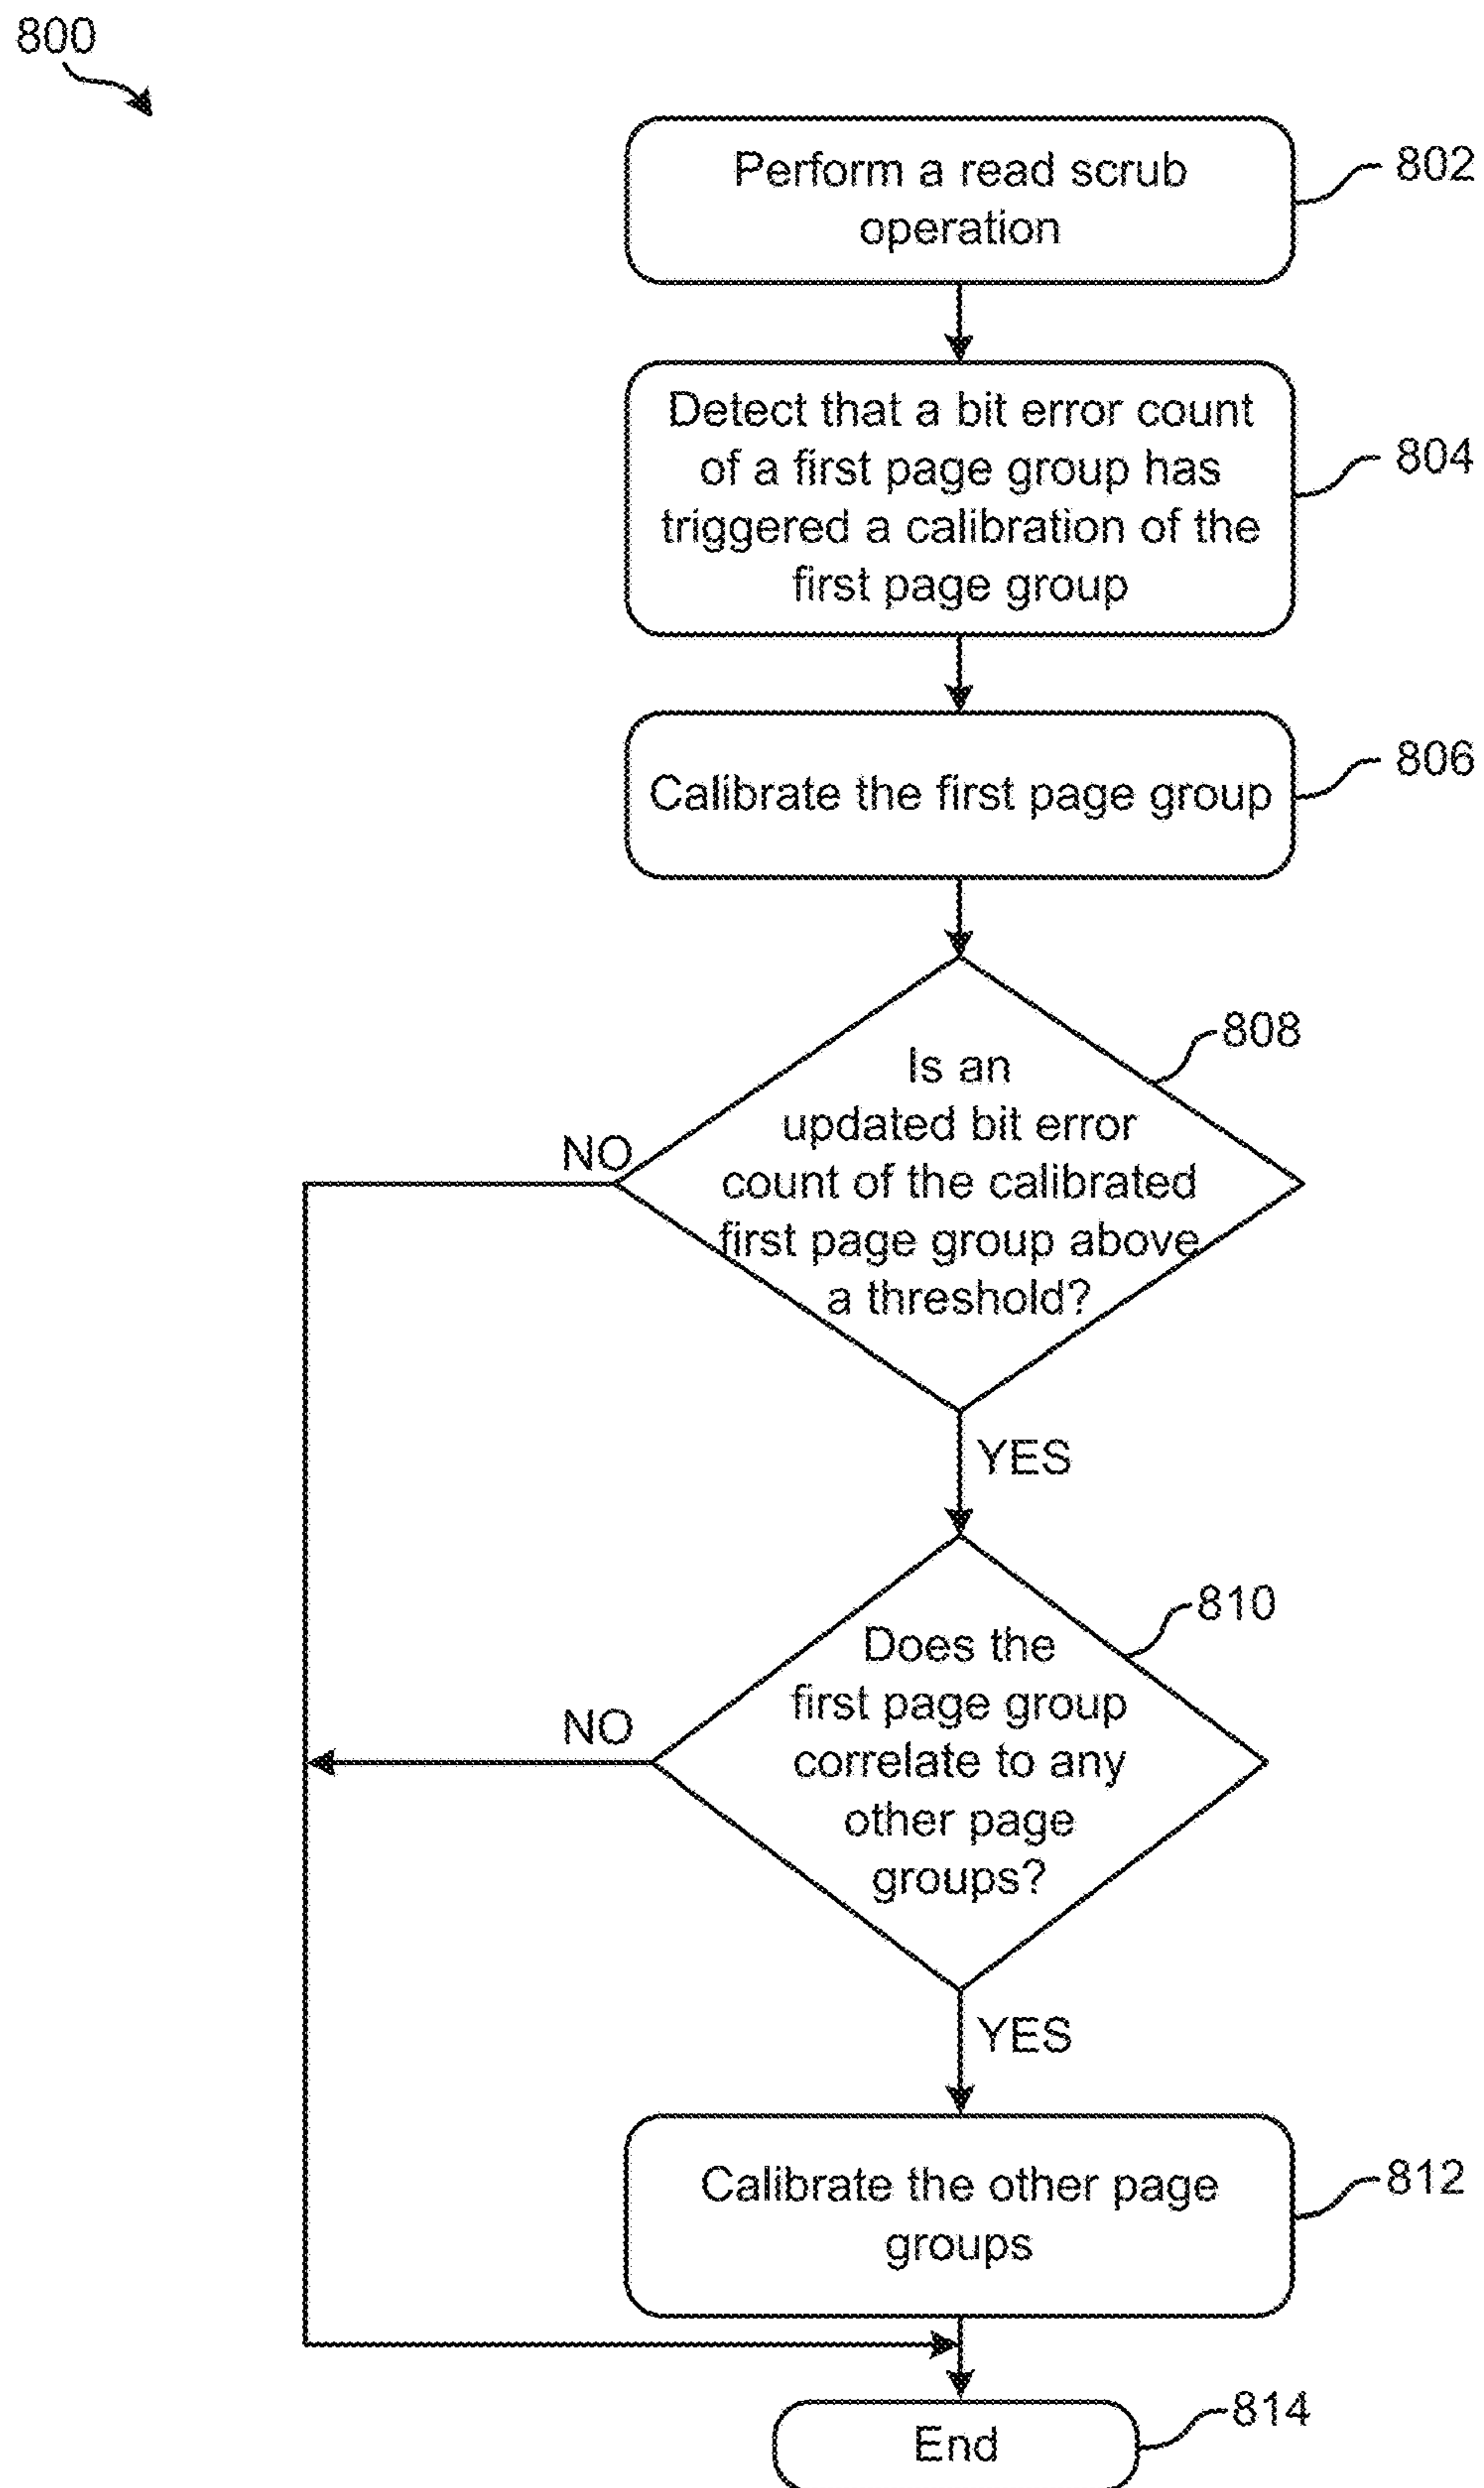 800
Perform a read scrub
operation
802
Detect that a bit error count
of a first page group has
triggered a calibration of the
first page group
804
Calibrate the first page group
806
Is an
updated bit error
count of the calibrated
first page group above
a threshold?
808
NO
YES
Does the
first page group
correlate to any
other page
groups?
810
NO
YES
Calibrate the other page
groups
812
End
814